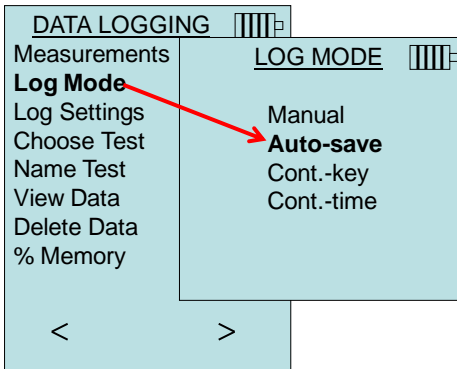 DATA LOGGING
Measurements
Log Mode
Log Settings
Choose Test
Name Test
View Data
Delete Data
% Memory
< >
LOG MODE
Manual
Auto-save
Cont.-key
Cont.-time